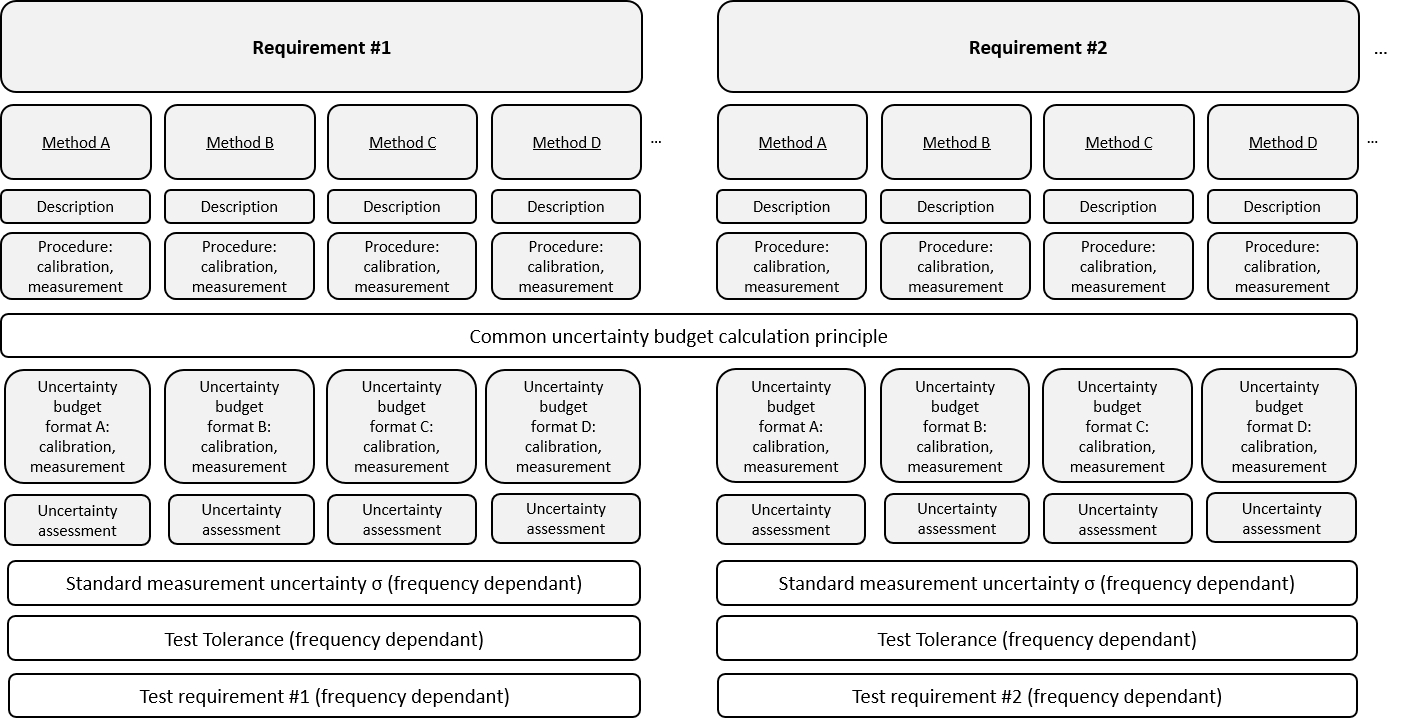 Requirement #1
Requirement #2
...
Method A
Method B
Method C
Method D
...
Method A
Method B
Method C
Method D
...
Description
Description
Description
Description
Description
Description
Description
Description
Procedure:
calibration,
measurement
Procedure:
calibration,
measurement
Procedure:
calibration,
measurement
Procedure:
calibration,
measurement
Procedure:
calibration,
measurement
Procedure:
calibration,
measurement
Procedure:
calibration,
measurement
Procedure:
calibration,
measurement
Common uncertainty budget calculation principle
Uncertainty
budget
format A:
calibration,
measurement
Uncertainty
budget
format B:
calibration,
measurement
Uncertainty
budget
format C:
calibration,
measurement
Uncertainty
budget
format D:
calibration,
measurement
Uncertainty
budget
format A:
calibration,
measurement
Uncertainty
budget
format B:
calibration,
measurement
Uncertainty
budget
format C:
calibration,
measurement
Uncertainty
budget
format D:
calibration,
measurement
Uncertainty
assessment
Uncertainty
assessment
Uncertainty
assessment
Uncertainty
assessment
Uncertainty
assessment
Uncertainty
assessment
Uncertainty
assessment
Uncertainty
assessment
Standard measurement uncertainty σ (frequency dependant)
Standard measurement uncertainty σ (frequency dependant)
Test Tolerance (frequency dependant)
Test Tolerance (frequency dependant)
Test requirement #1 (frequency dependant)
Test requirement #2 (frequency dependant)